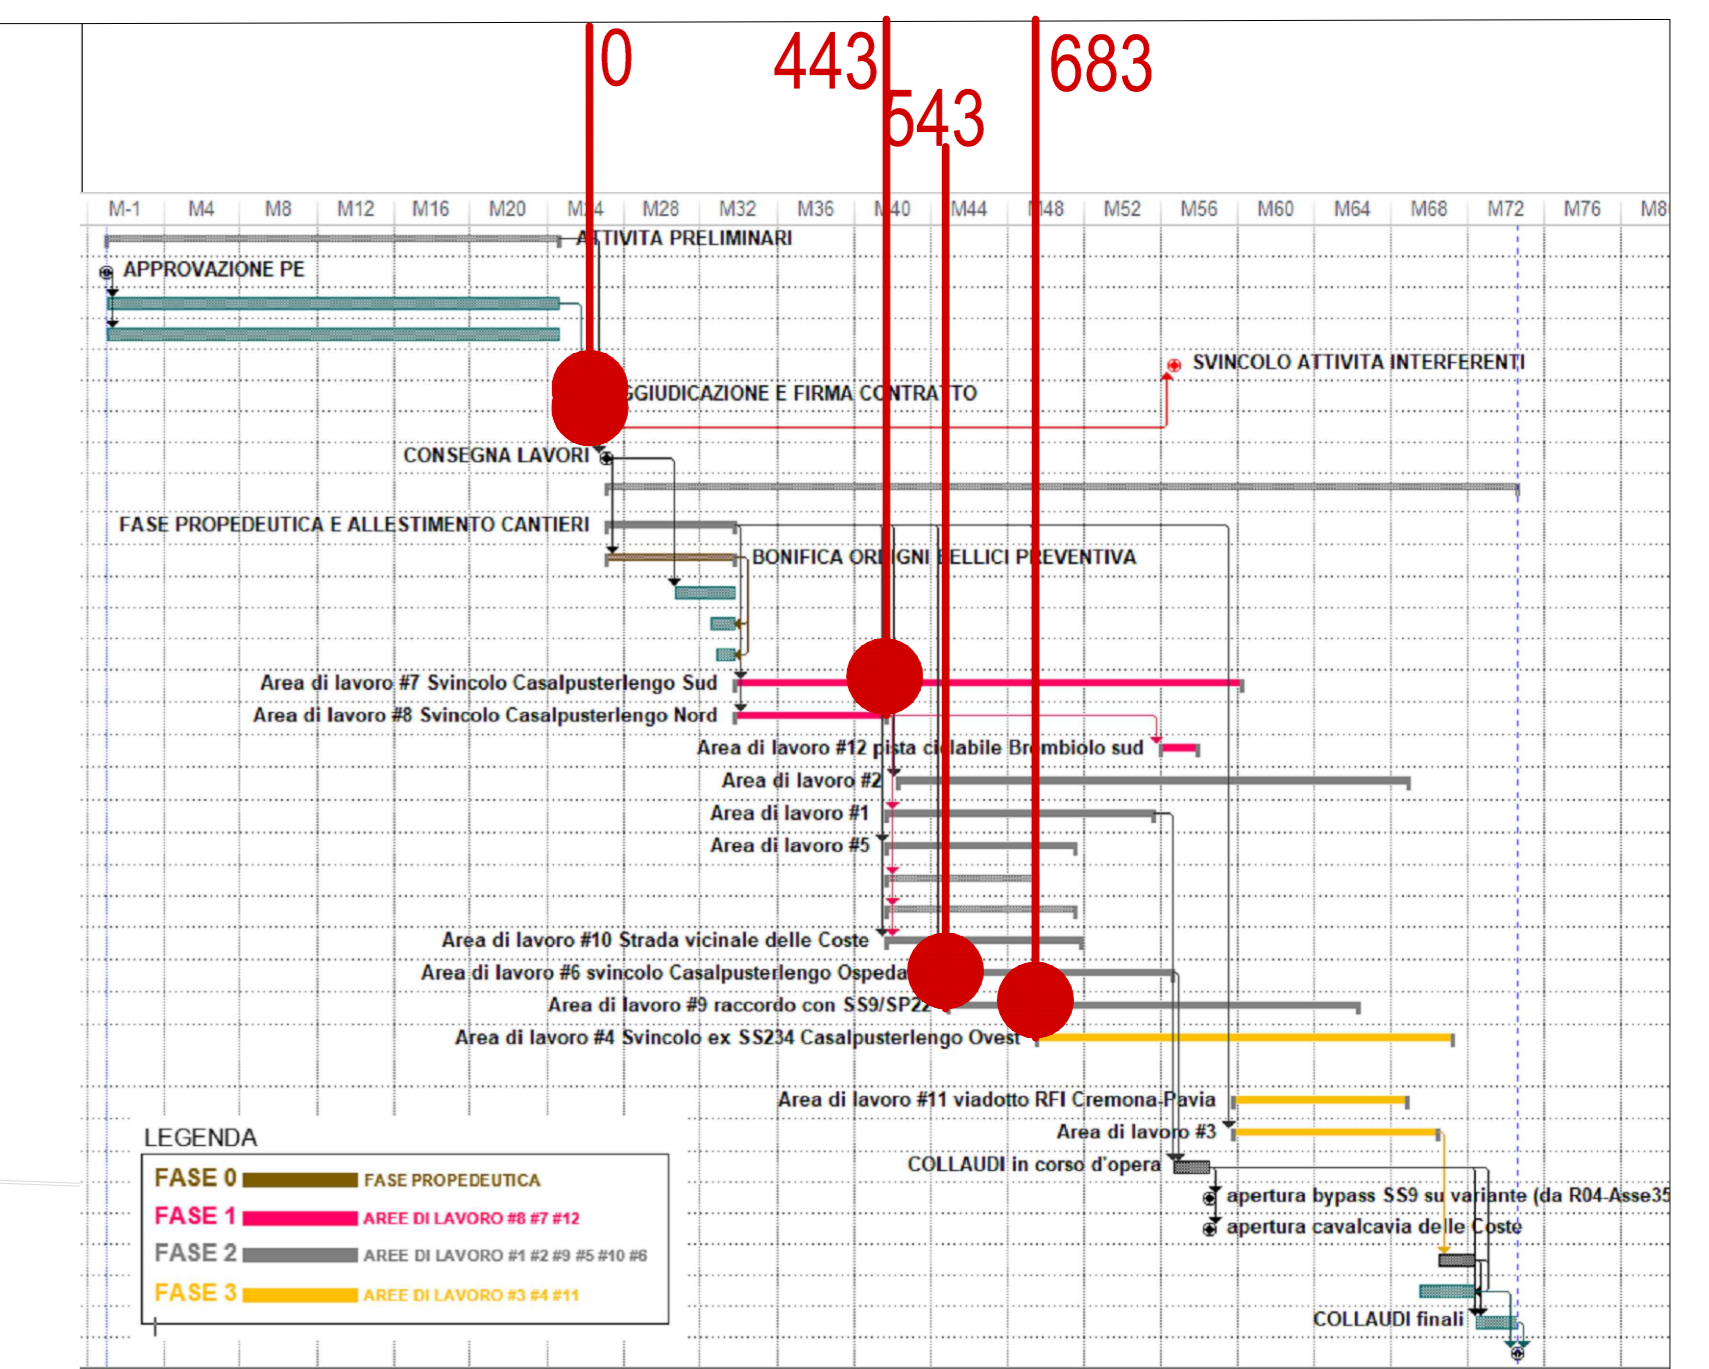 0
443
683
543
M-1 M4 M8 M12 M16 M20 M24 M28 M32 M36 M40 M44 M48 M52 M56 M60 M64 M68 M72 M76 M80
ATTIVITA PRELIMINARI
APPROVAZIONE PE
SVINCOLO ATTIVITA INTERFERENTI
GGIUDICAZIONE E FIRMA CONTRATTO
CONSEGNA LAVORI
FASE PROPEDEUTICA E ALLESTIMENTO CANTIERI
BONIFICA ORDIGNI BELLICI PREVENTIVA
Area di lavoro #7 Svincolo Casalpusterlengo Sud
Area di lavoro #8 Svincolo Casalpusterlengo Nord
Area di lavoro #12 pista ciclabile Brembiolo sud
Area di lavoro #2
Area di lavoro #1
Area di lavoro #5
Area di lavoro #10 Strada vicinale delle Coste
Area di lavoro #6 svincolo Casalpusterlengo Ospeda
Area di lavoro #9 raccordo con SS9/SP22
Area di lavoro #4 Svincolo ex SS234 Casalpusterlengo Ovest
Area di lavoro #11 viadotto RFI Cremona-Pavia
Area di lavoro #3
COLLAUDI in corso d'opera
apertura bypass SS9 su variante (da R04-Asse35
apertura cavalcavia delle Coste
COLLAUDI finali
LEGENDA
FASE 0 FASE PROPEDEUTICA
FASE 1 AREE DI LAVORO #8 #7 #12
FASE 2 AREE DI LAVORO #1 #2 #9 #5 #10 #6
FASE 3 AREE DI LAVORO #3 #4 #11